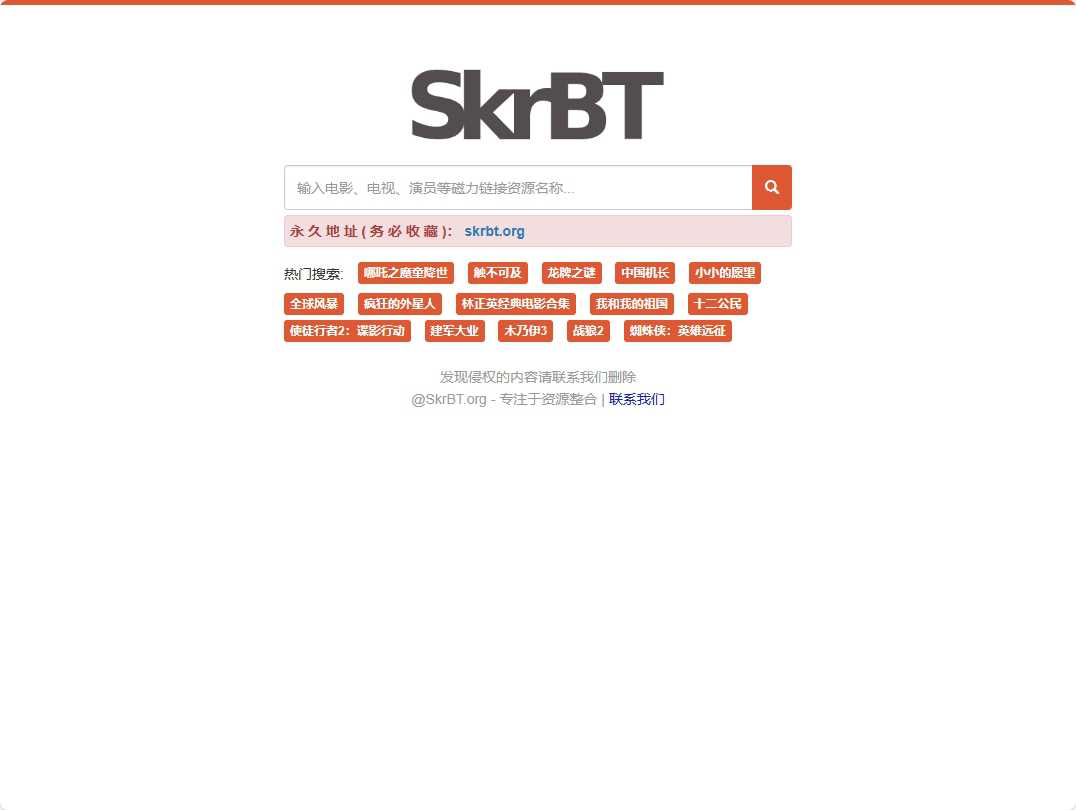 SkrBT
输入电影、电视、演员等磁力链接资源名称...
永 久 地 址 ( 务 必 收 藏 )： skrbt.org
热门搜索: 哪吒之魔童降世 触不可及 龙牌之谜 中国机长 小小的愿望
全球风暴 疯狂的外星人 林正英经典电影合集 我和我的祖国 十二公民
使徒行者2：谍影行动 建军大业 木乃伊3 战狼2 蜘蛛侠：英雄远征
发现侵权的内容请联系我们删除
@SkrBT.org - 专注于资源整合 | 联系我们